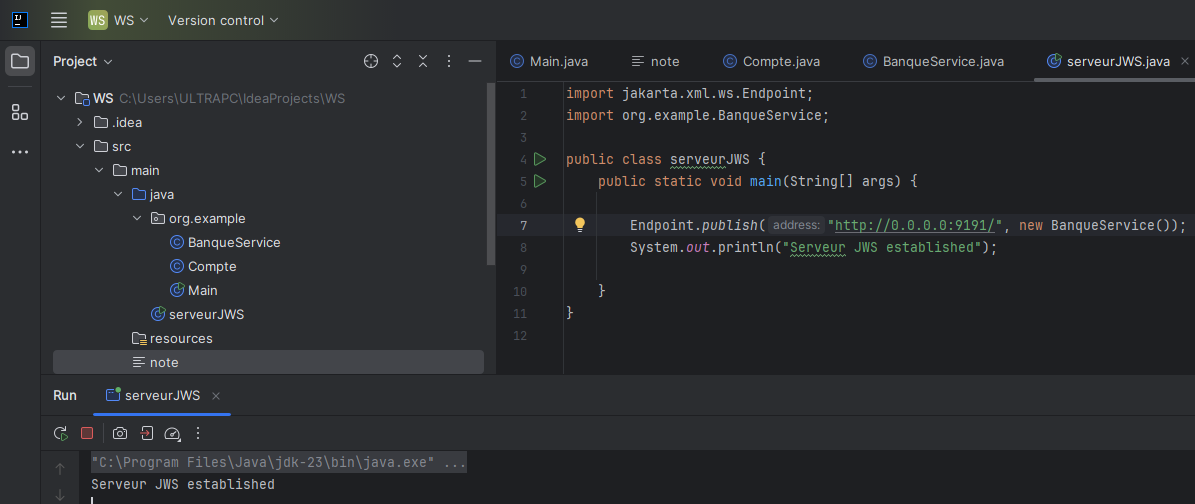 WS WS Version control
Project
Main.java note Compte.java BanqueService.java serveurJWS.java
WS C:\Users\ULTRAPC\IdeaProjects\WS
.idea
src
main
java
org.example
BanqueService
Compte
Main
serveurJWS
resources
note
1 import jakarta.xml.ws.Endpoint;
2 import org.example.BanqueService;
3
4 public class serveurJWS {
5 public static void main(String[] args) {
6
7 Endpoint.publish( address: "http://0.0.0.0:9191/", new BanqueService());
8 System.out.println("Serveur JWS established");
9
10 }
11 }
12
Run serveurJWS
"C:\Program Files\Java\jdk-23\bin\java.exe" ...
Serveur JWS established